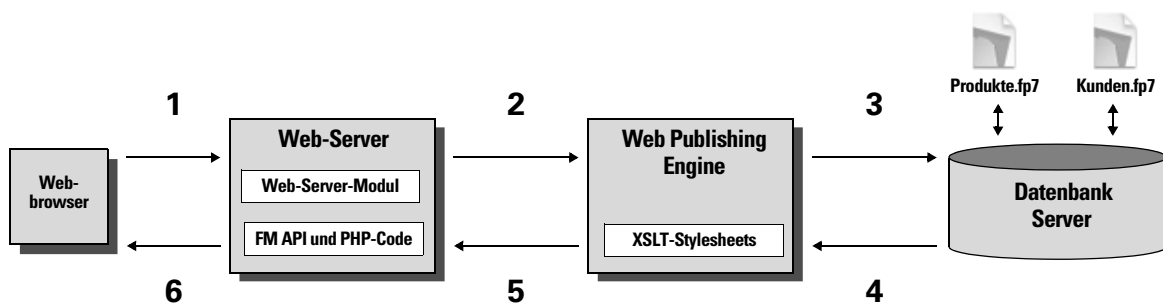 Produkte.fp7
Kunden.fp7
1
2
3
Web-
browser
Web-Server
Web-Server-Modul
FM API und PHP-Code
Web Publishing
Engine
XSLT-Stylesheets
Datenbank
Server
6
5
4